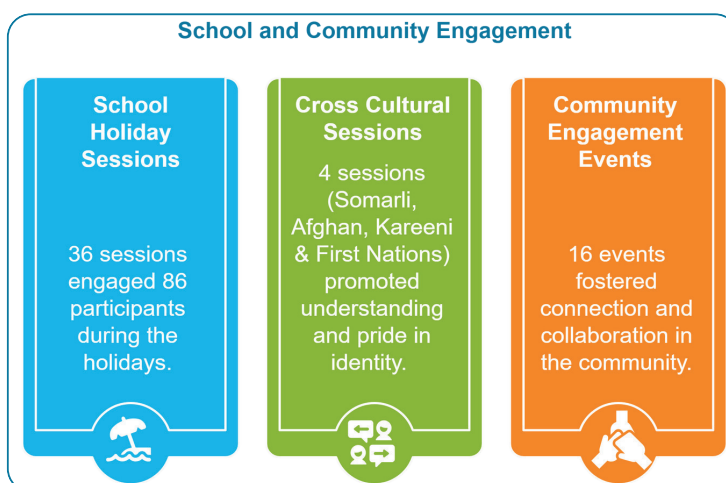 School and Community Engagement
School
Holiday
Sessions
36 sessions
engaged 86
participants
during the
holidays.
Cross Cultural
Sessions
4 sessions
(Somarli,
Afghan, Kareeni
& First Nations)
promoted
understanding
and pride in
identity.
Community
Engagement
Events
16 events
fostered
connection and
collaboration in
the community.